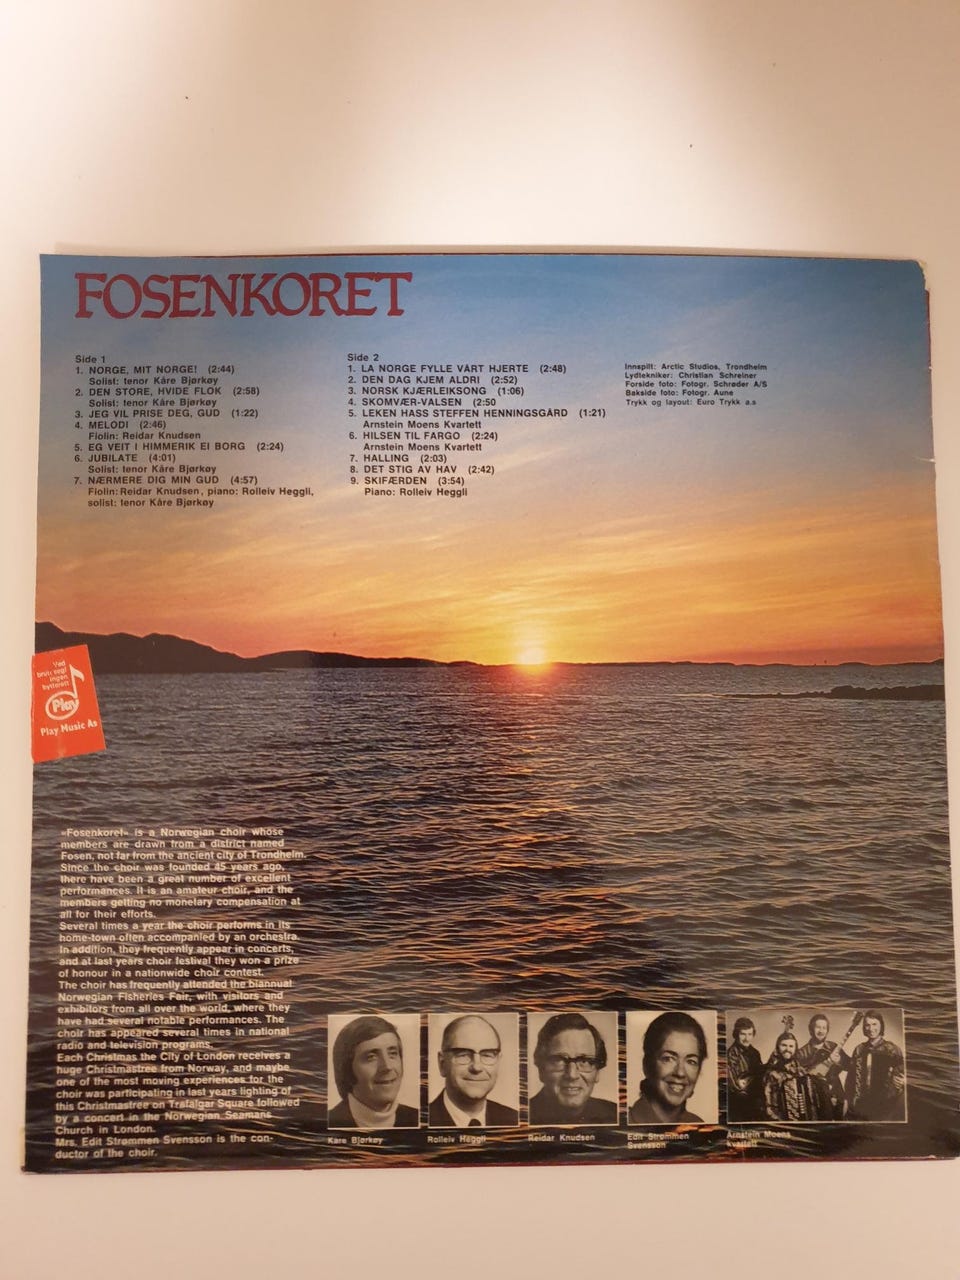 FOSENKORET
Side 1
1. NORGE, MIT NORGE! (2:44)
Solist: tenor Kåre Bjørkøy
2. DEN STORE, HVIDE FLOK (2:58)
Solist: tenor Kåre Bjørkøy
3. JEG VIL PRISE DEG, GUD (1:22)
4. MELODI (2:46)
Fiolin: Reidar Knudsen
5. EG VEIT I HIMMERIK EI BORG (2:24)
6. JUBILATE (4:01)
Solist: tenor Kåre Bjørkøy
7. NÆRMERE DIG MIN GUD (4:57)
Fiolin: Reidar Knudsen, piano: Rolleiv Heggli,
solist: tenor Kåre Bjørkøy
Side 2
1. LA NORGE FYLLE VÅRT HJERTE (2:48)
2. DEN DAG KJEM ALDRI (2:52)
3. NORSK KJÆRLEIKSONG (1:06)
4. SKOMVÆR-VALSEN (2:50
5. LEKEN HASS STEFFEN HENNINGSGÅRD (1:21)
Arnstein Moens Kvartett
6. HILSEN TIL FARGO (2:24)
Arnstein Moens Kvartett
7. HALLING (2:03)
8. DET STIG AV HAV (2:42)
9. SKIFÆRDEN (3:54)
Piano: Rolleiv Heggli
Innspilt: Arctic Studios, Trondheim
Lydtekniker: Christian Schreiner
Forside foto: Fotogr. Schrøder A/S
Bakside foto: Fotogr. Aune
Trykk og layout: Euro Trykk a.s
Ved
brutt segl
ingen
bytterett
Play
Play Music As
«Fosenkoret» is a Norwegian choir whose
members are drawn from a district named
Fosen, not far from the ancient city of Trondheim.
Since the choir was founded 45 years ago,
there have been a great number of excellent
performances. It is an amateur choir, and the
members getting no monetary compensation at
all for their efforts.
Several times a year the choir performs in its
home-town often accompanied by an orchestra.
In addition, they frequently appear in concerts,
and at last years choir festival they won a prize
of honour in a nationwide choir contest.
The choir has frequently attended the biannual
Norwegian Fisheries Fair, with visitors and
exhibitors from all over the world, where they
have had several notable performances. The
choir has appeared several times in national
radio and television programs.
Each Christmas the City of London receives a
huge Christmastree from Norway, and maybe
one of the most moving experiences for the
choir was participating in last years lighting of
this Christmastree on Trafalgar Square followed
by a concert in the Norwegian Seamans
Church in London.
Mrs. Edit Strømmen Svensson is the con-
ductor of the choir.
Kåre Bjørkøy
Rolleiv Heggli
Reidar Knudsen
Edit Strømmen
Svensson
Arnstein Moens
kvartett